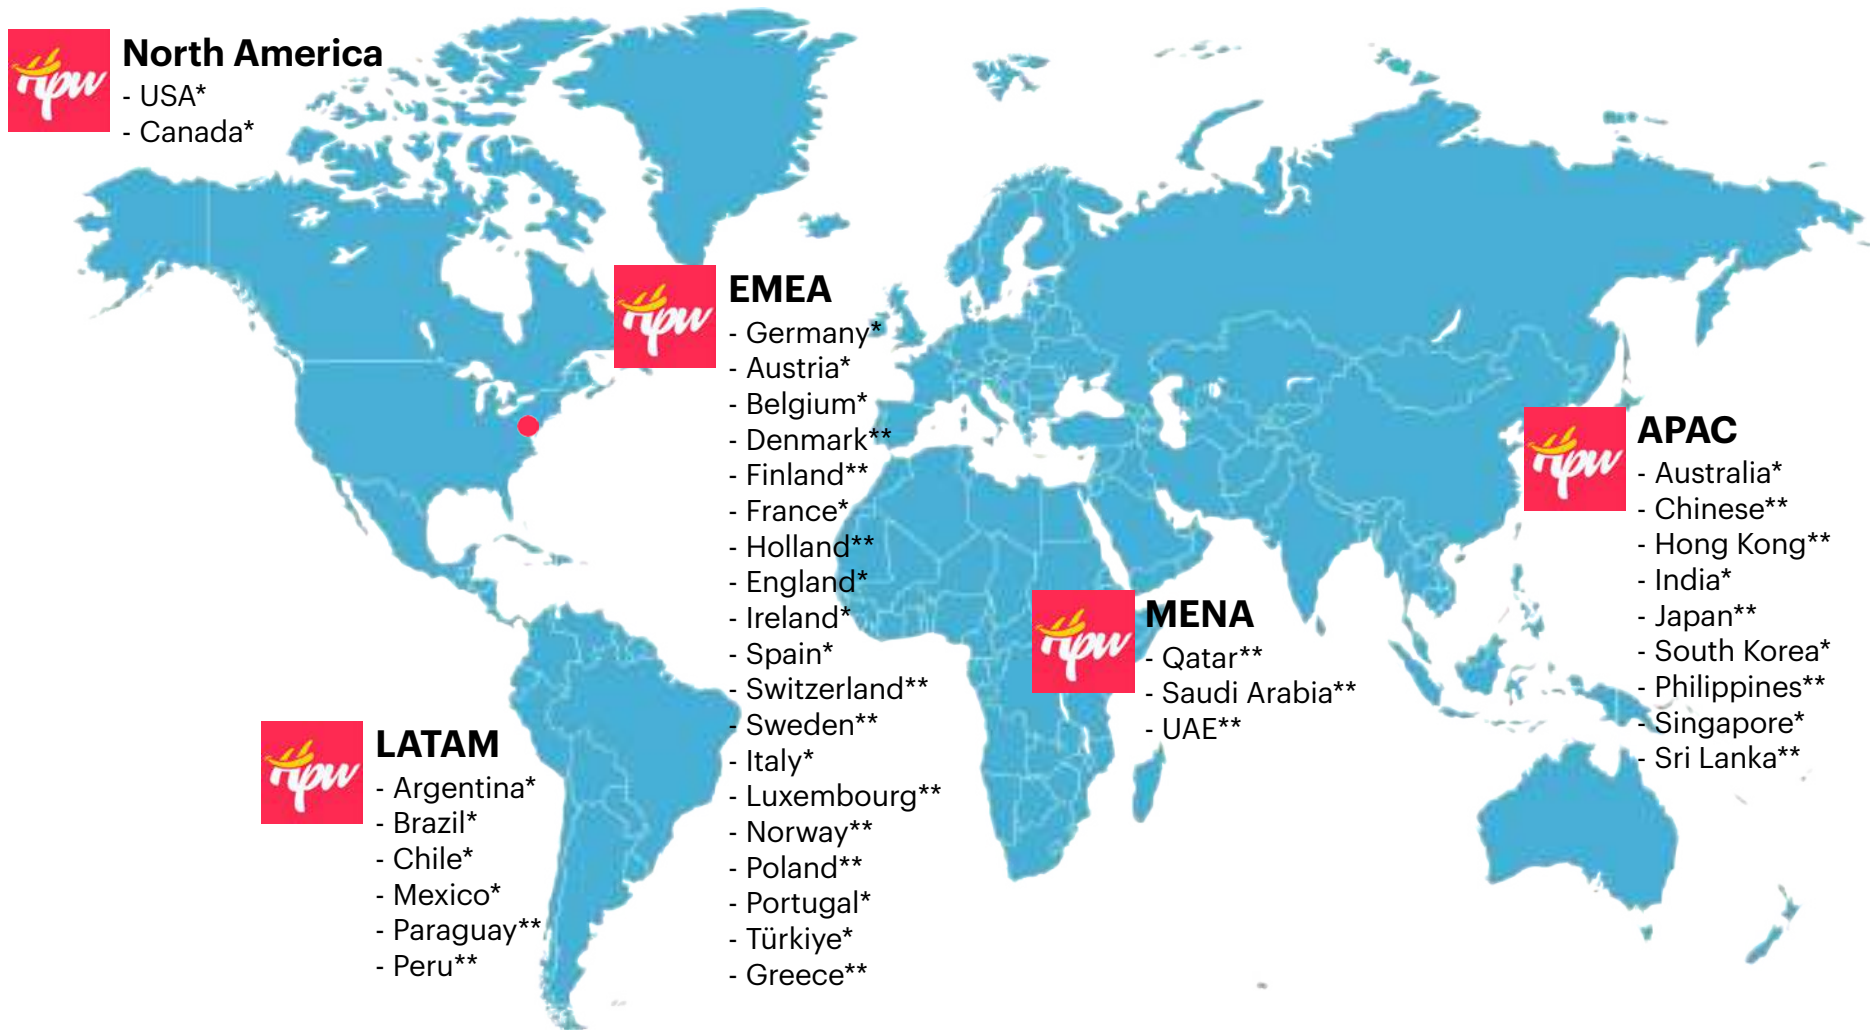 North America
- USA*
- Canada*
EMEA
- Germany*
- Austria*
- Belgium*
- Denmark**
- Finland**
- France*
- Holland**
- England*
- Ireland*
- Spain*
- Switzerland**
- Sweden**
- Italy*
- Luxembourg**
- Norway**
- Poland**
- Portugal*
- Türkiye*
- Greece**
LATAM
- Argentina*
- Brazil*
- Chile*
- Mexico*
- Paraguay**
- Peru**
MENA
- Qatar**
- Saudi Arabia**
- UAE**
APAC
- Australia*
- Chinese**
- Hong Kong**
- India*
- Japan**
- South Korea*
- Philippines**
- Singapore*
- Sri Lanka**